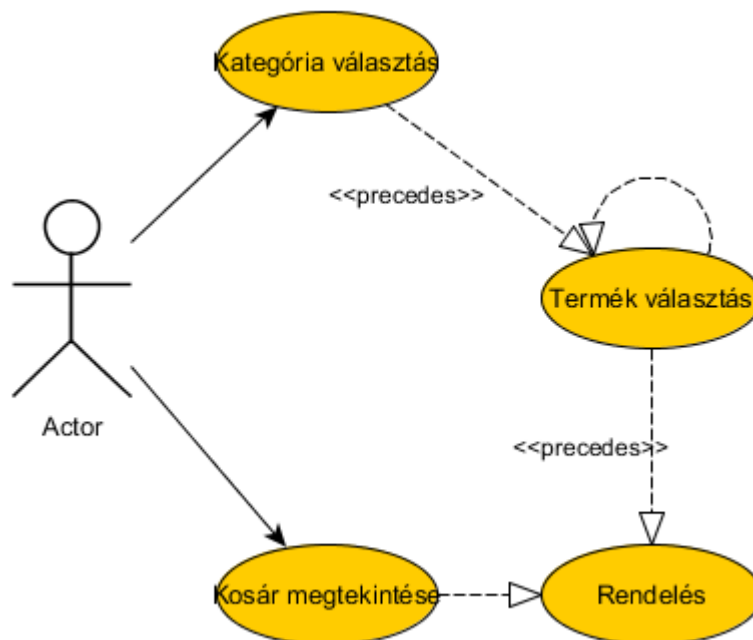 Kategória választás
<<precedes>>
Termék választás
Actor
<<precedes>>
Kosár megtekintése
Rendelés